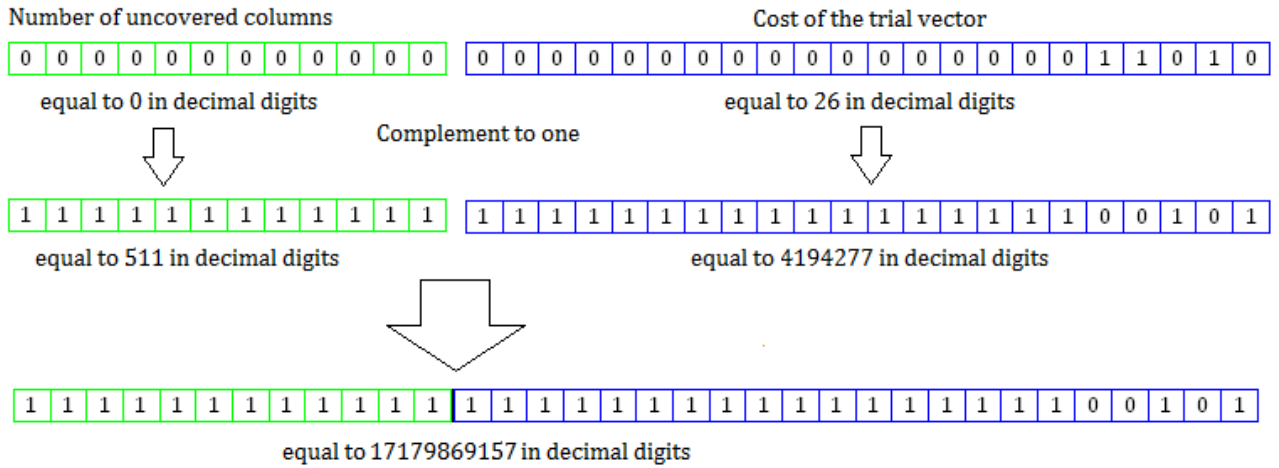 Number of uncovered columns Cost of the trial vector
0 0 0 0 0 0 0 0 0 0 0 0 0 0 0 0 0 0 0 0 0 0 0 0 0 0 0 0 0 1 1 0 1 0
equal to 0 in decimal digits equal to 26 in decimal digits
Complement to one
1 1 1 1 1 1 1 1 1 1 1 1 1 1 1 1 1 1 1 1 1 1 1 1 1 1 1 1 1 0 0 1 0 1
equal to 511 in decimal digits equal to 4194277 in decimal digits
1 1 1 1 1 1 1 1 1 1 1 1 1 1 1 1 1 1 1 1 1 1 1 1 1 1 1 1 1 0 0 1 0 1
equal to 17179869157 in decimal digits